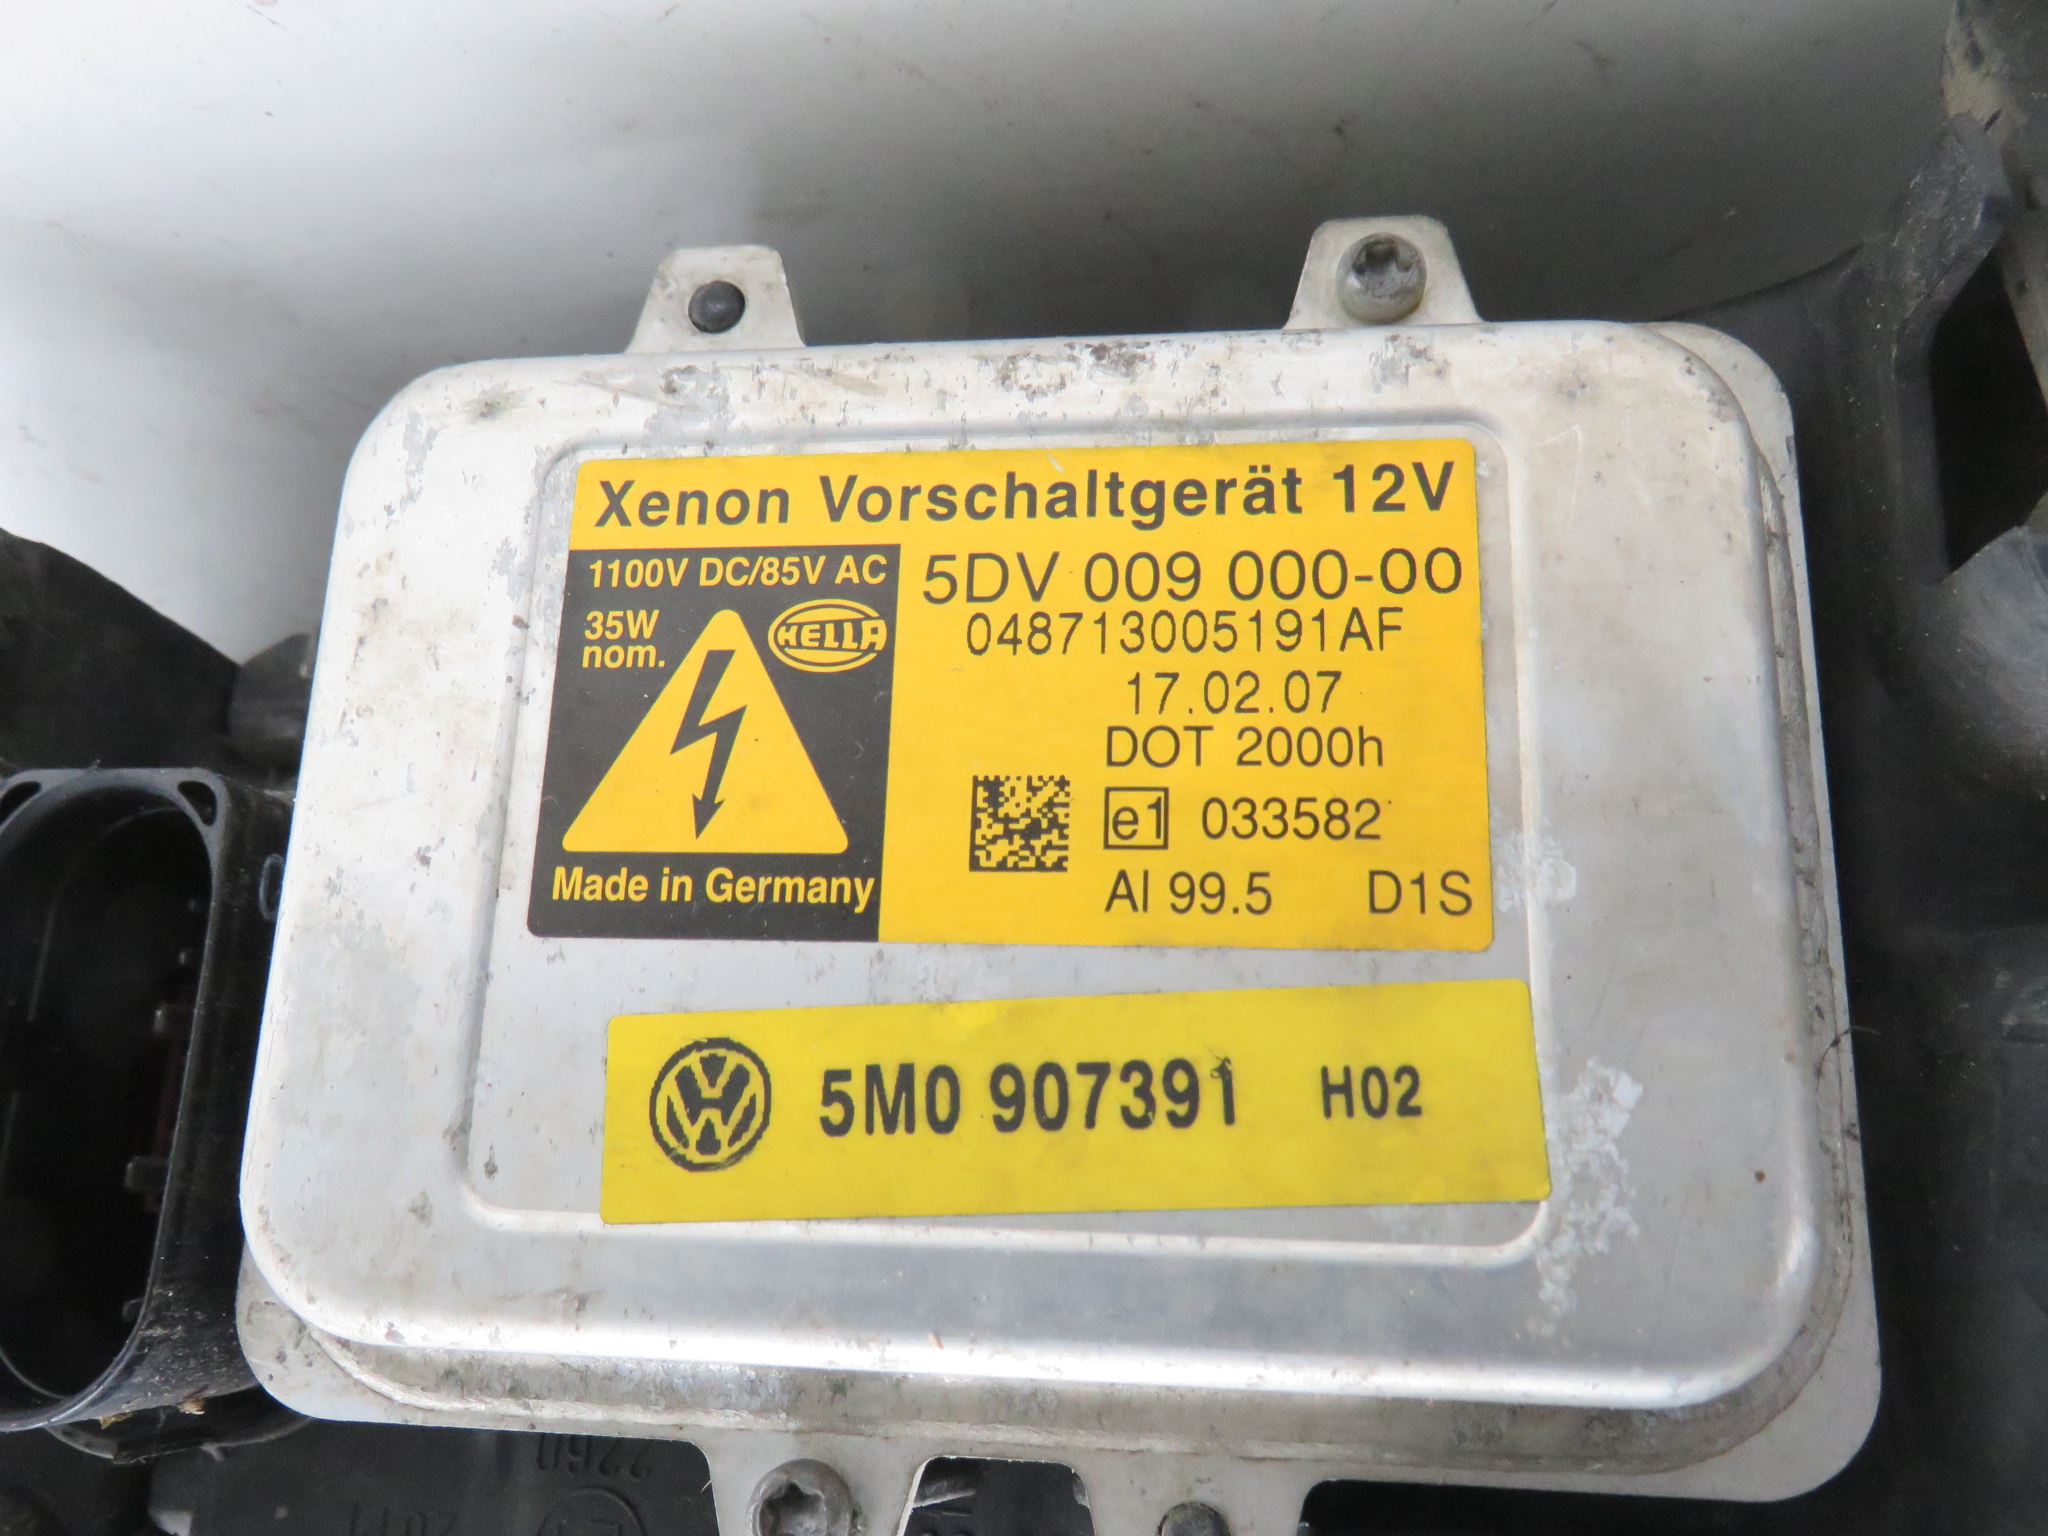 Xenon Vorschaltgerät 12V
1100V DC/85V AC
35W
nom.
HELLA
Made in Germany
5DV 009 000-00
048713005191AF
17.02.07
DOT 2000h
e1 033582
Al 99.5 D1S
5M0 907391 H02